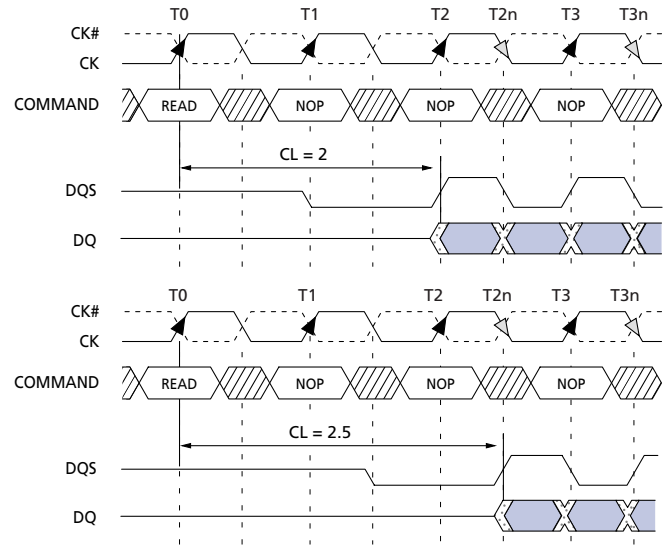 T0 T1 T2 T2n T3 T3n
CK#
CK
COMMAND READ NOP NOP NOP
CL = 2
DQS
DQ
T0 T1 T2 T2n T3 T3n
CK#
CK
COMMAND READ NOP NOP NOP
CL = 2.5
DQS
DQ